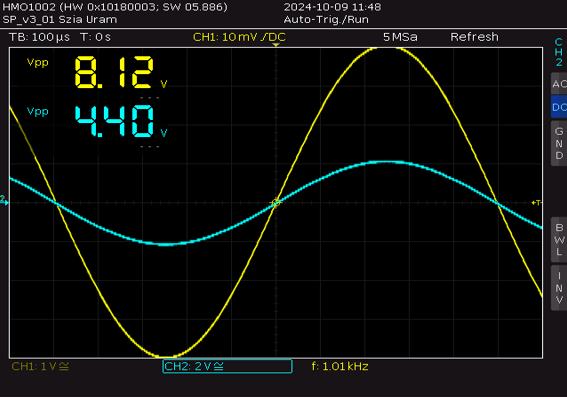 HMO1002 (HW 0x10180003; SW 05.886) 2024-10-09 11:48
SP_v3_01 Szia Uram Auto-Trig./Run
TB: 100 µs T: 0 s CH1: 10 mV / DC 5 MSa Refresh
CH2
Vpp 8.12 V
---
AC
DC
Vpp 4.40 V
---
GND
2
T
BWL
INV
CH1: 1 V ≅ CH2: 2 V ≅ f: 1.01 kHz